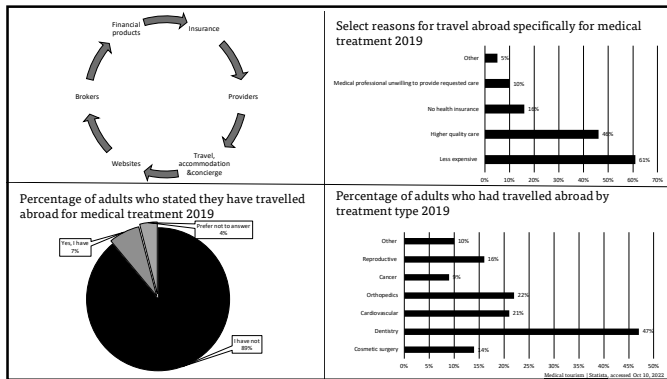 Financial
products
Insurance
Providers
Travel,
accommodation
&concierge
Websites
Brokers
Select reasons for travel abroad specifically for medical
treatment 2019
Other
5%
Medical professional unwilling to provide requested care
10%
No health insurance
16%
Higher quality care
46%
Less expensive
61%
0% 10% 20% 30% 40% 50% 60% 70%
Percentage of adults who stated they have travelled
abroad for medical treatment 2019
Prefer not to answer
4%
Yes, I have
7%
I have not
89%
Percentage of adults who had travelled abroad by
treatment type 2019
Other
10%
Reproductive
16%
Cancer
9%
Orthopedics
22%
Cardiovascular
21%
Dentistry
47%
Cosmetic surgery
14%
0% 5% 10% 15% 20% 25% 30% 35% 40% 45% 50%
Medical tourism | Statista, accessed Oct 10, 2022